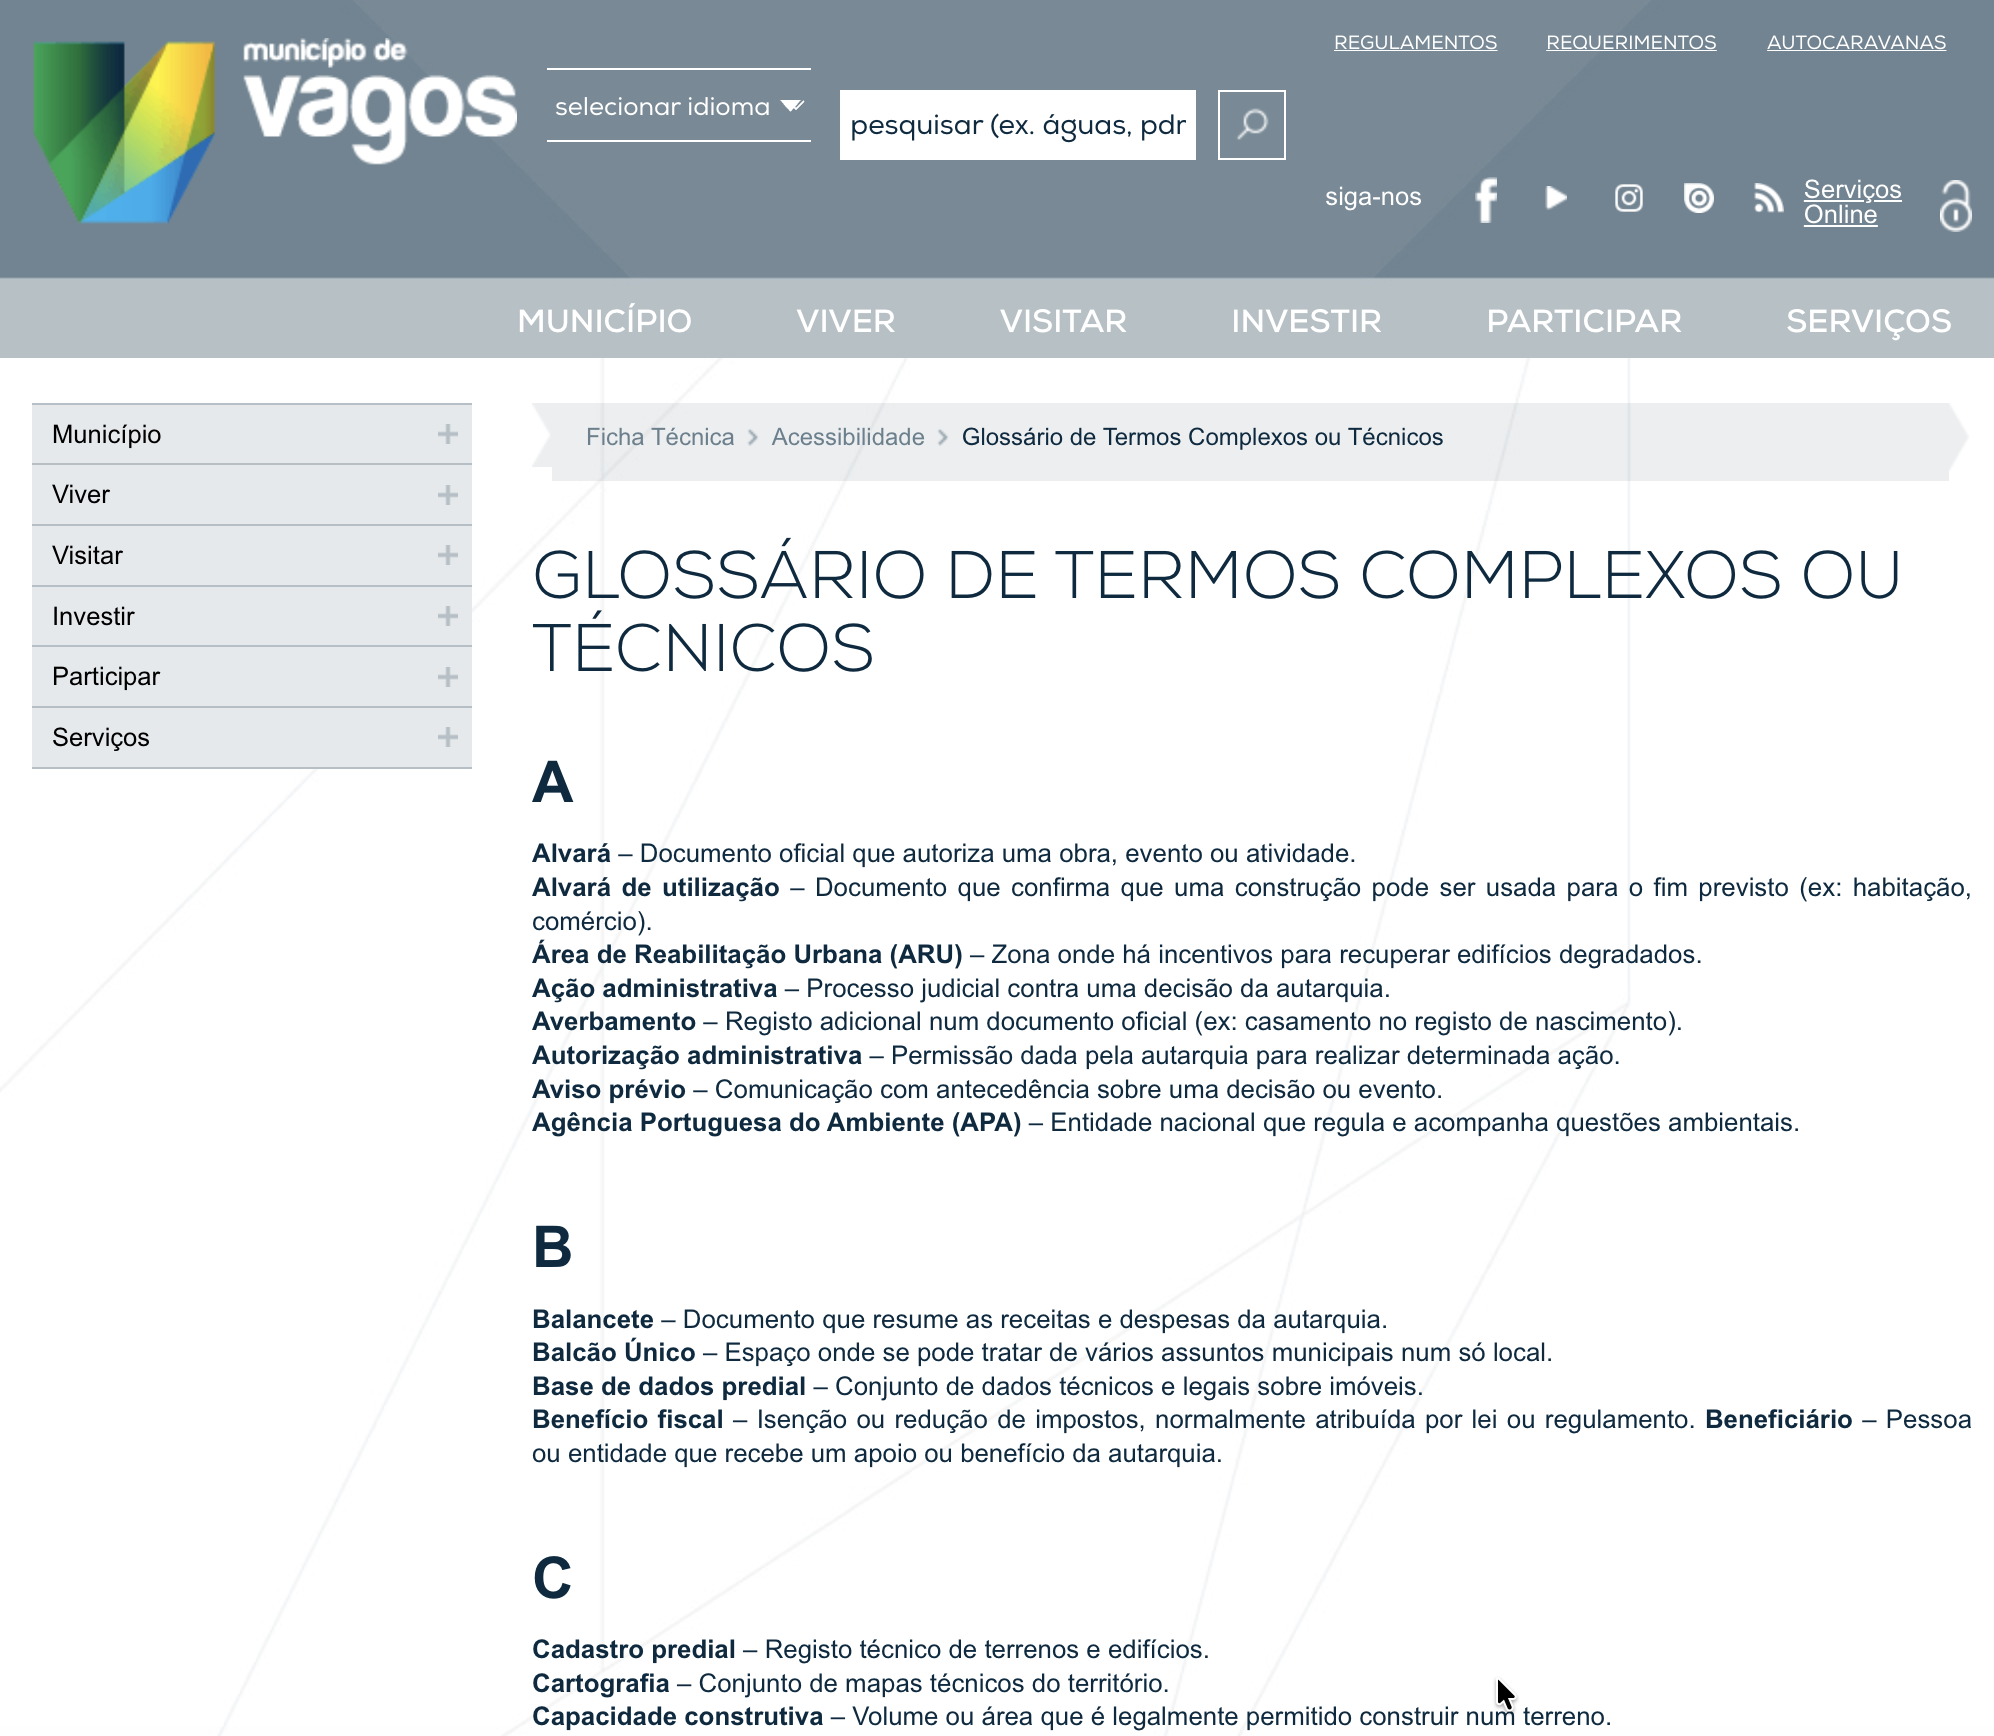 município de
vagos
selecionar idioma
pesquisar (ex. águas, pdr
REGULAMENTOS REQUERIMENTOS AUTOCARAVANAS
siga-nos
Serviços
Online
MUNICÍPIO VIVER VISITAR INVESTIR PARTICIPAR SERVIÇOS
Município
Viver
Visitar
Investir
Participar
Serviços
Ficha Técnica > Acessibilidade > Glossário de Termos Complexos ou Técnicos
GLOSSÁRIO DE TERMOS COMPLEXOS OU
TÉCNICOS
A
Alvará – Documento oficial que autoriza uma obra, evento ou atividade.
Alvará de utilização – Documento que confirma que uma construção pode ser usada para o fim previsto (ex: habitação,
comércio).
Área de Reabilitação Urbana (ARU) – Zona onde há incentivos para recuperar edifícios degradados.
Ação administrativa – Processo judicial contra uma decisão da autarquia.
Averbamento – Registo adicional num documento oficial (ex: casamento no registo de nascimento).
Autorização administrativa – Permissão dada pela autarquia para realizar determinada ação.
Aviso prévio – Comunicação com antecedência sobre uma decisão ou evento.
Agência Portuguesa do Ambiente (APA) – Entidade nacional que regula e acompanha questões ambientais.
B
Balancete – Documento que resume as receitas e despesas da autarquia.
Balcão Único – Espaço onde se pode tratar de vários assuntos municipais num só local.
Base de dados predial – Conjunto de dados técnicos e legais sobre imóveis.
Benefício fiscal – Isenção ou redução de impostos, normalmente atribuída por lei ou regulamento. Beneficiário – Pessoa
ou entidade que recebe um apoio ou benefício da autarquia.
C
Cadastro predial – Registo técnico de terrenos e edifícios.
Cartografia – Conjunto de mapas técnicos do território.
Capacidade construtiva – Volume ou área que é legalmente permitido construir num terreno.